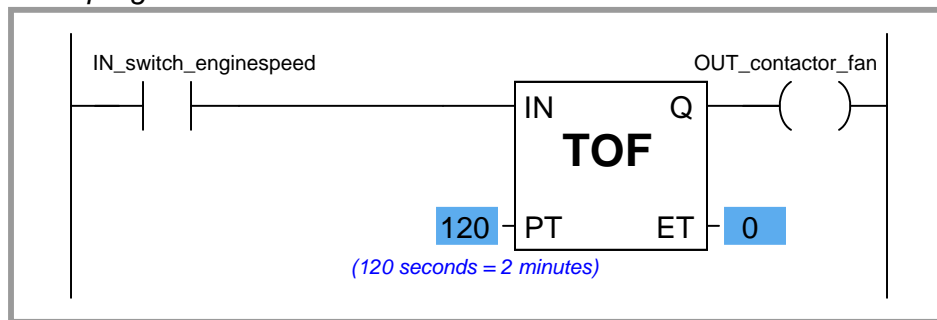 IN_switch_enginespeed
OUT_contactor_fan
IN Q
TOF
120 PT ET 0
(120 seconds = 2 minutes)